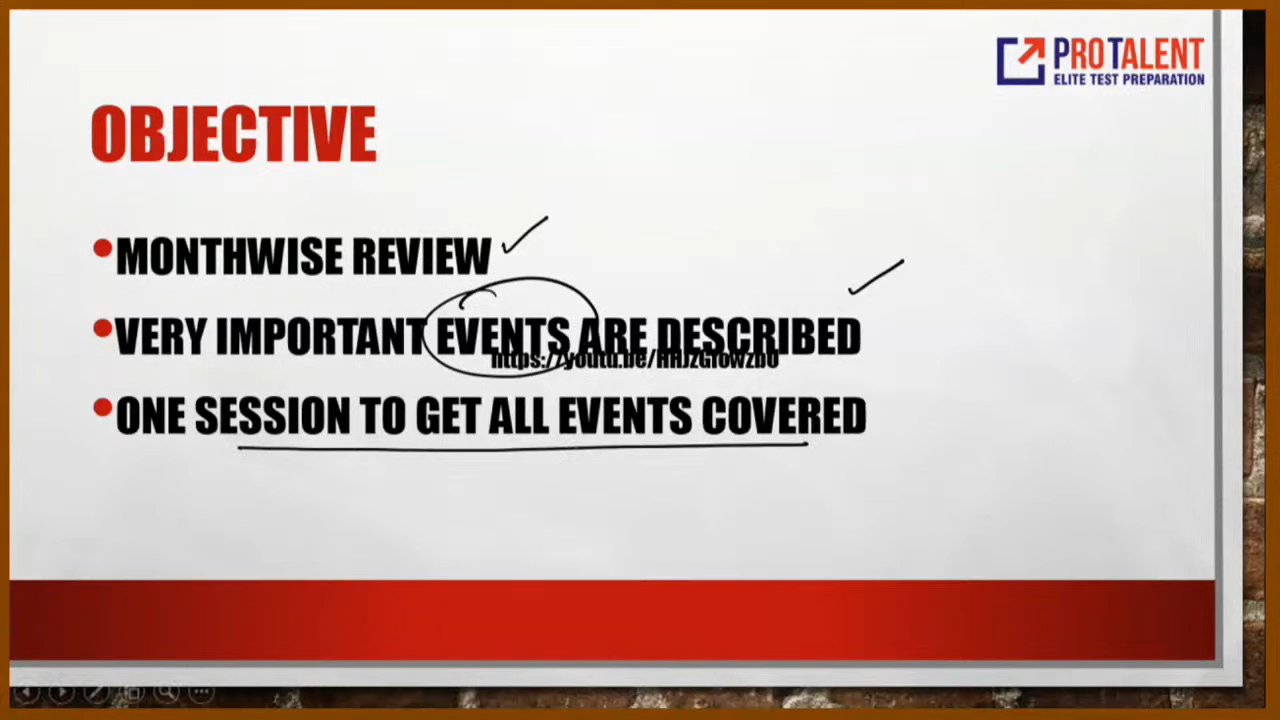 PROTALENT
ELITE TEST PREPARATION
OBJECTIVE
•MONTHWISE REVIEW
•VERY IMPORTANT EVENTS ARE DESCRIBED
•ONE SESSION TO GET ALL EVENTS COVERED